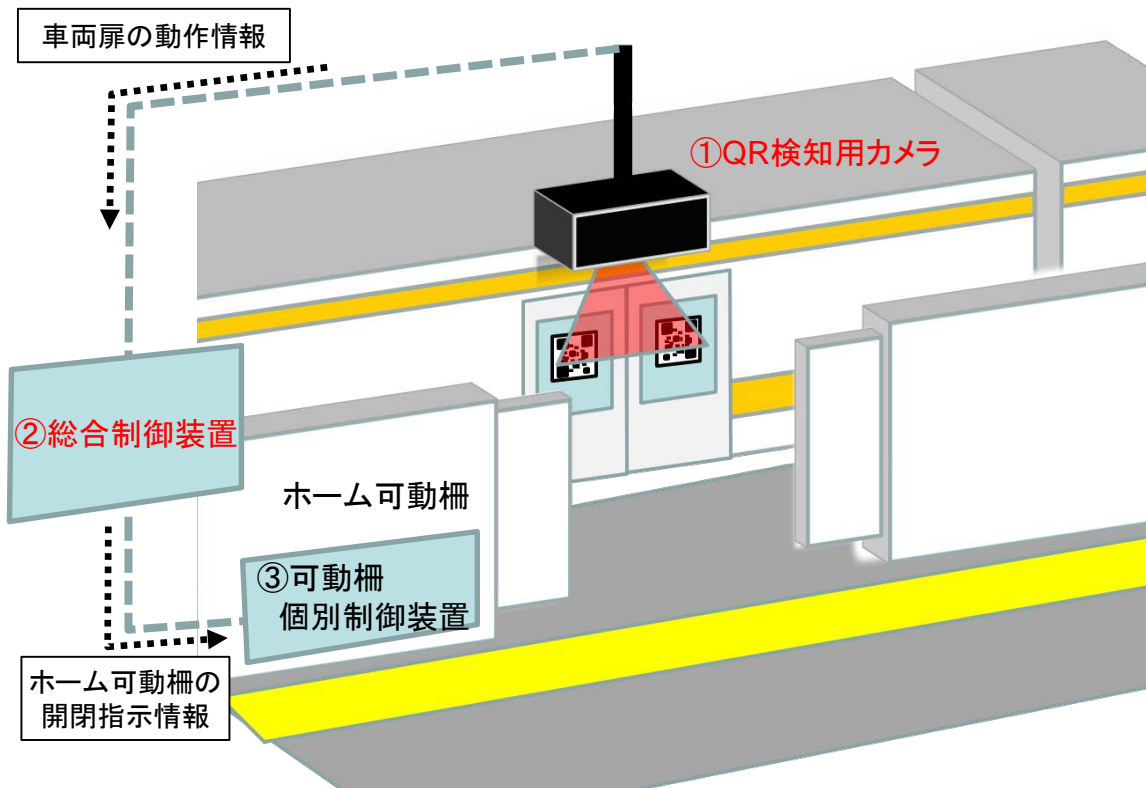 車両扉の動作情報
①QR検知用カメラ
②総合制御装置
ホーム可動柵
③可動柵
個別制御装置
ホーム可動柵の
開閉指示情報